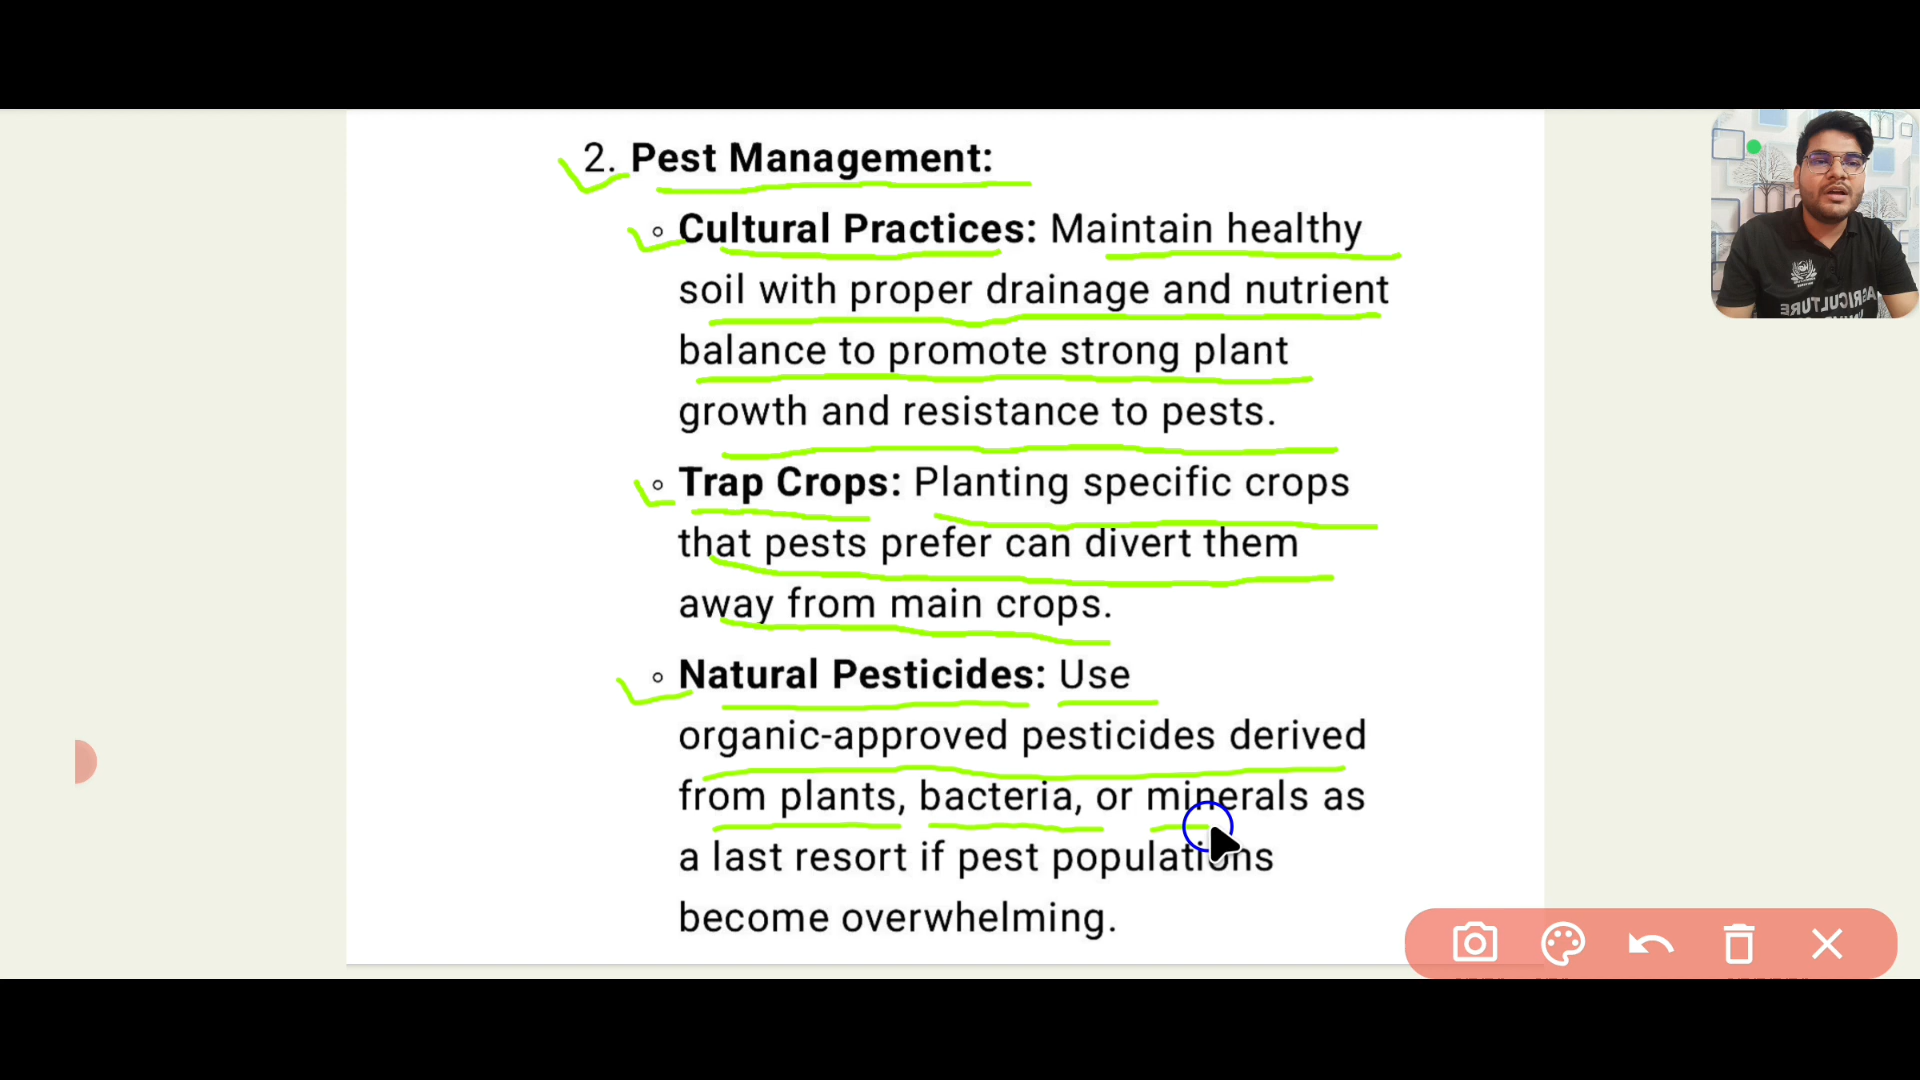 2. Pest Management:
Cultural Practices: Maintain healthy
soil with proper drainage and nutrient
balance to promote strong plant
growth and resistance to pests.
Trap Crops: Planting specific crops
that pests prefer can divert them
away from main crops.
Natural Pesticides: Use
organic-approved pesticides derived
from plants, bacteria, or minerals as
a last resort if pest populations
become overwhelming.
AGRICULTURE